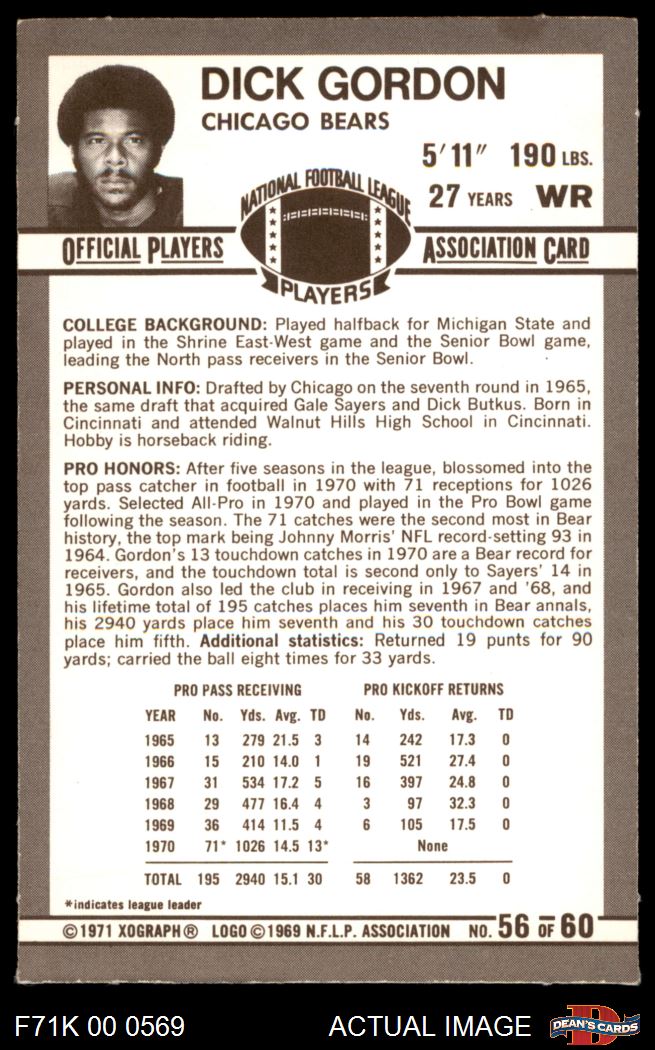 DICK GORDON
CHICAGO BEARS
5'11" 190 LBS.
27 YEARS WR
NATIONAL FOOTBALL LEAGUE
PLAYERS
OFFICIAL PLAYERS ASSOCIATION CARD
COLLEGE BACKGROUND: Played halfback for Michigan State and
played in the Shrine East-West game and the Senior Bowl game,
leading the North pass receivers in the Senior Bowl.
PERSONAL INFO: Drafted by Chicago on the seventh round in 1965,
the same draft that acquired Gale Sayers and Dick Butkus. Born in
Cincinnati and attended Walnut Hills High School in Cincinnati.
Hobby is horseback riding.
PRO HONORS: After five seasons in the league, blossomed into the
top pass catcher in football in 1970 with 71 receptions for 1026
yards. Selected All-Pro in 1970 and played in the Pro Bowl game
following the season. The 71 catches were the second most in Bear
history, the top mark being Johnny Morris' NFL record-setting 93 in
1964. Gordon's 13 touchdown catches in 1970 are a Bear record for
receivers, and the touchdown total is second only to Sayers' 14 in
1965. Gordon also led the club in receiving in 1967 and '68, and
his lifetime total of 195 catches places him seventh in Bear annals,
his 2940 yards place him seventh and his 30 touchdown catches
place him fifth. Additional statistics: Returned 19 punts for 90
yards; carried the ball eight times for 33 yards.
PRO PASS RECEIVING PRO KICKOFF RETURNS
YEAR No. Yds. Avg. TD No. Yds. Avg. TD
1965 13 279 21.5 3 14 242 17.3 0
1966 15 210 14.0 1 19 521 27.4 0
1967 31 534 17.2 5 16 397 24.8 0
1968 29 477 16.4 4 3 97 32.3 0
1969 36 414 11.5 4 6 105 17.5 0
1970 71* 1026 14.5 13* None
TOTAL 195 2940 15.1 30 58 1362 23.5 0
*indicates league leader
©1971 XOGRAPH® LOGO ©1969 N.F.L.P. ASSOCIATION NO. 56 OF 60
F71K 00 0569 ACTUAL IMAGE D DEAN'S CARDS